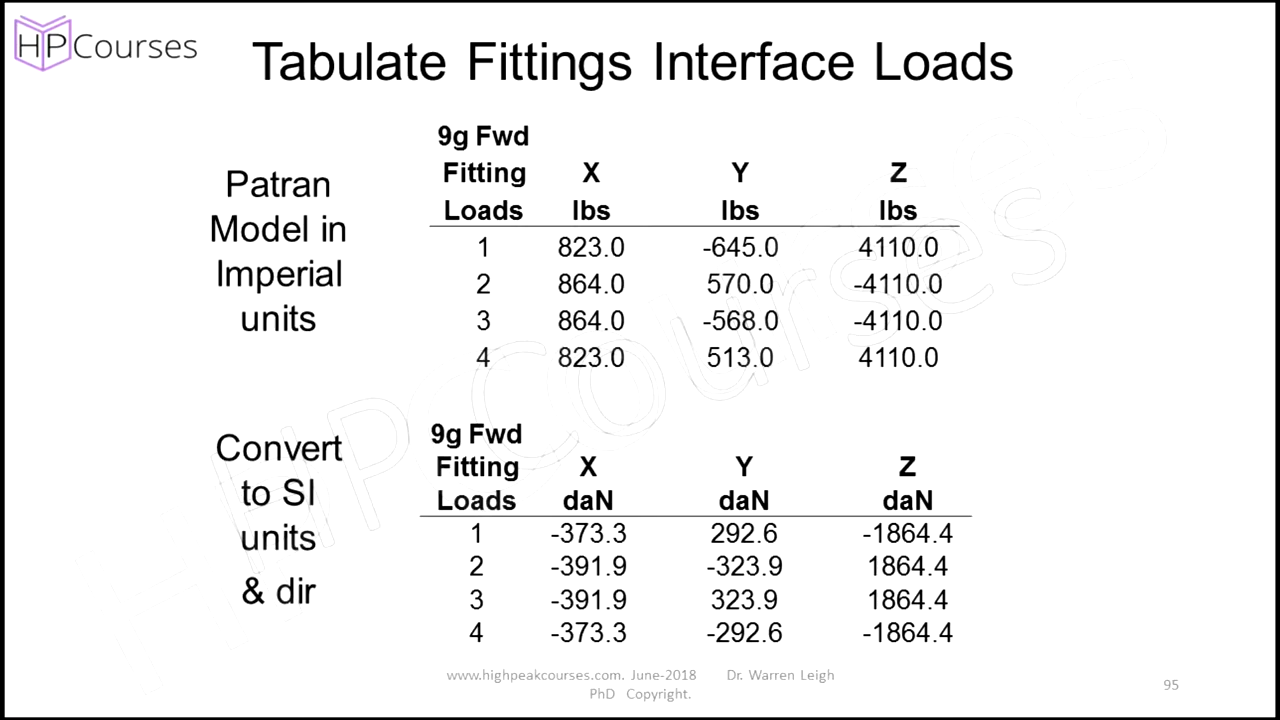 HPCourses
Tabulate Fittings Interface Loads
Patran
Model in
Imperial
units
9g Fwd
Fitting X Y Z
Loads lbs lbs lbs
1 823.0 -645.0 4110.0
2 864.0 570.0 -4110.0
3 864.0 -568.0 -4110.0
4 823.0 513.0 4110.0
Convert
to SI
units
& dir
9g Fwd
Fitting X Y Z
Loads daN daN daN
1 -373.3 292.6 -1864.4
2 -391.9 -323.9 1864.4
3 -391.9 323.9 1864.4
4 -373.3 -292.6 -1864.4
HP Courses
www.highpeakcourses.com. June-2018 Dr. Warren Leigh
PhD Copyright.
95